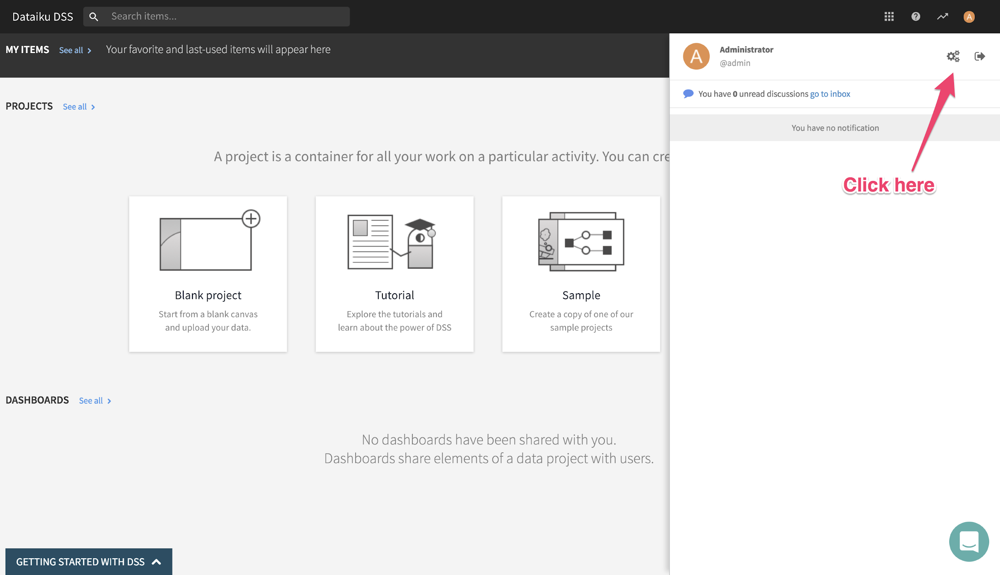 Dataiku DSS
Search items...
A
MY ITEMS See all
Your favorite and last-used items will appear here
A
Administrator
@admin
You have 0 unread discussions go to inbox
You have no notification
Click here
PROJECTS See all
A project is a container for all your work on a particular activity. You can cre
Blank project
Start from a blank canvas
and upload your data.
Tutorial
Explore the tutorials and
learn about the power of DSS
Sample
Create a copy of one of our
sample projects
DASHBOARDS See all
No dashboards have been shared with you.
Dashboards share elements of a data project with users.
GETTING STARTED WITH DSS